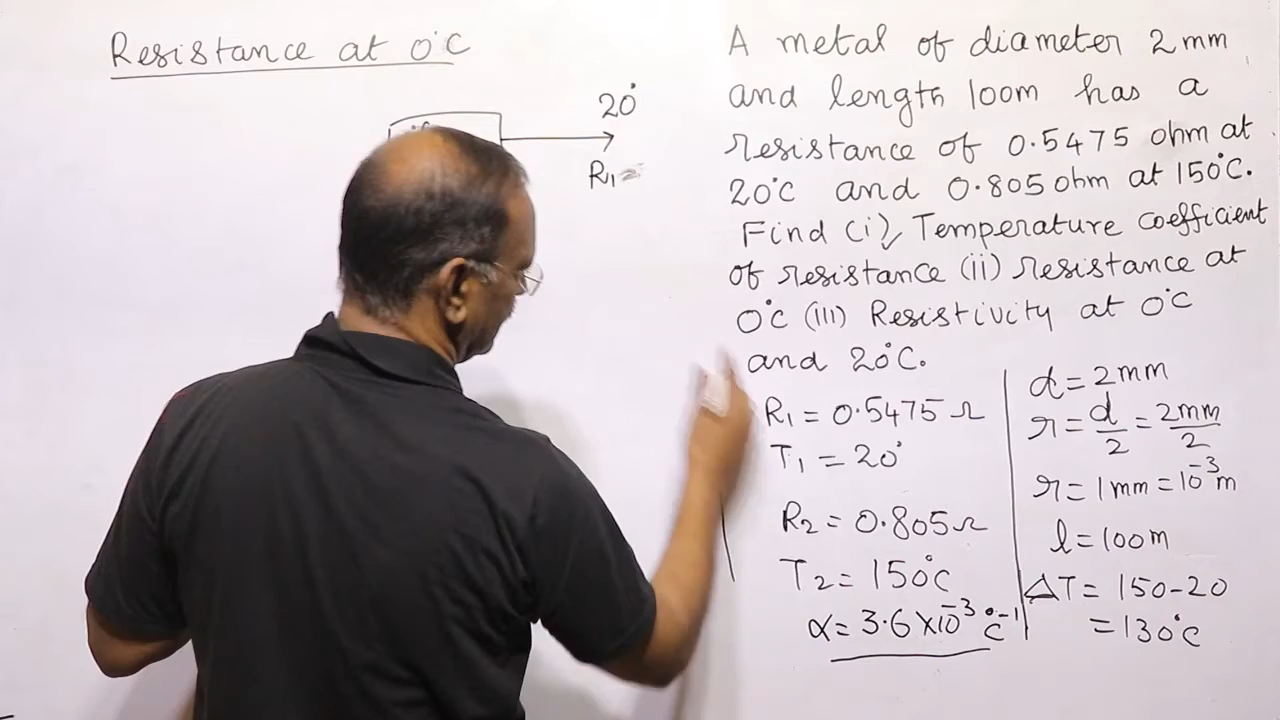 Resistance at 0°C
20°
R₁
A metal of diameter 2mm
and length 100m has a
resistance of 0.5475 ohm at
20°C and 0.805 ohm at 150°C.
Find (i) Temperature coefficient
of resistance (ii) resistance at
0°C (iii) Resistivity at 0°C
and 20°C.
R₁ = 0.5475 Ω
T₁ = 20°
R₂ = 0.805 Ω
T₂ = 150°C
α = 3.6 × 10⁻³ °C⁻¹
d = 2mm
r = d/2 = 2mm/2
r = 1mm = 10⁻³m
l = 100m
ΔT = 150-20
= 130°C